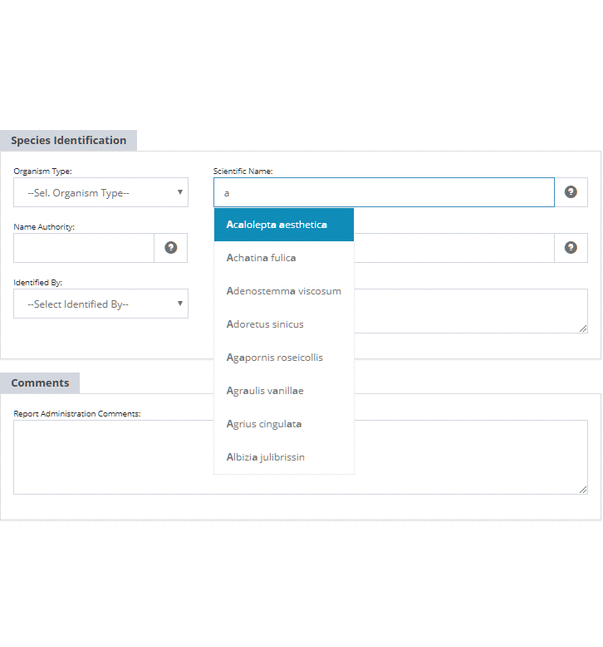 Species Identification
Organism Type:
Scientific Name:
--Sel. Organism Type--
a
Name Authority:
Acalolepta aesthetica
Achatina fulica
Identified By:
Adenostemma viscosum
--Select Identified By--
Adoretus sinicus
Agapornis roseicollis
Comments
Agraulis vanillae
Report Administration Comments:
Agrius cingulata
Albizia julibrissin